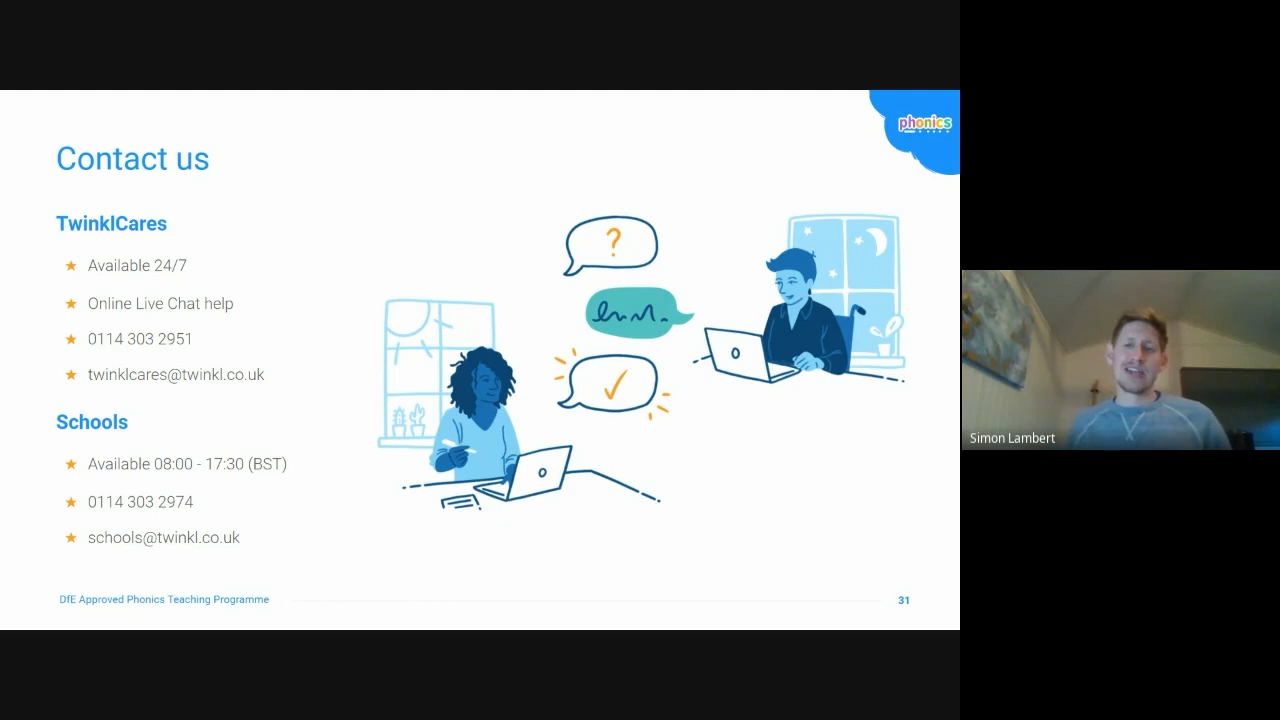 phonics
Contact us
TwinklCares
Available 24/7
Online Live Chat help
0114 303 2951
twinklcares@twinkl.co.uk
Schools
Available 08:00 - 17:30 (BST)
0114 303 2974
schools@twinkl.co.uk
?
DfE Approved Phonics Teaching Programme
31
Simon Lambert